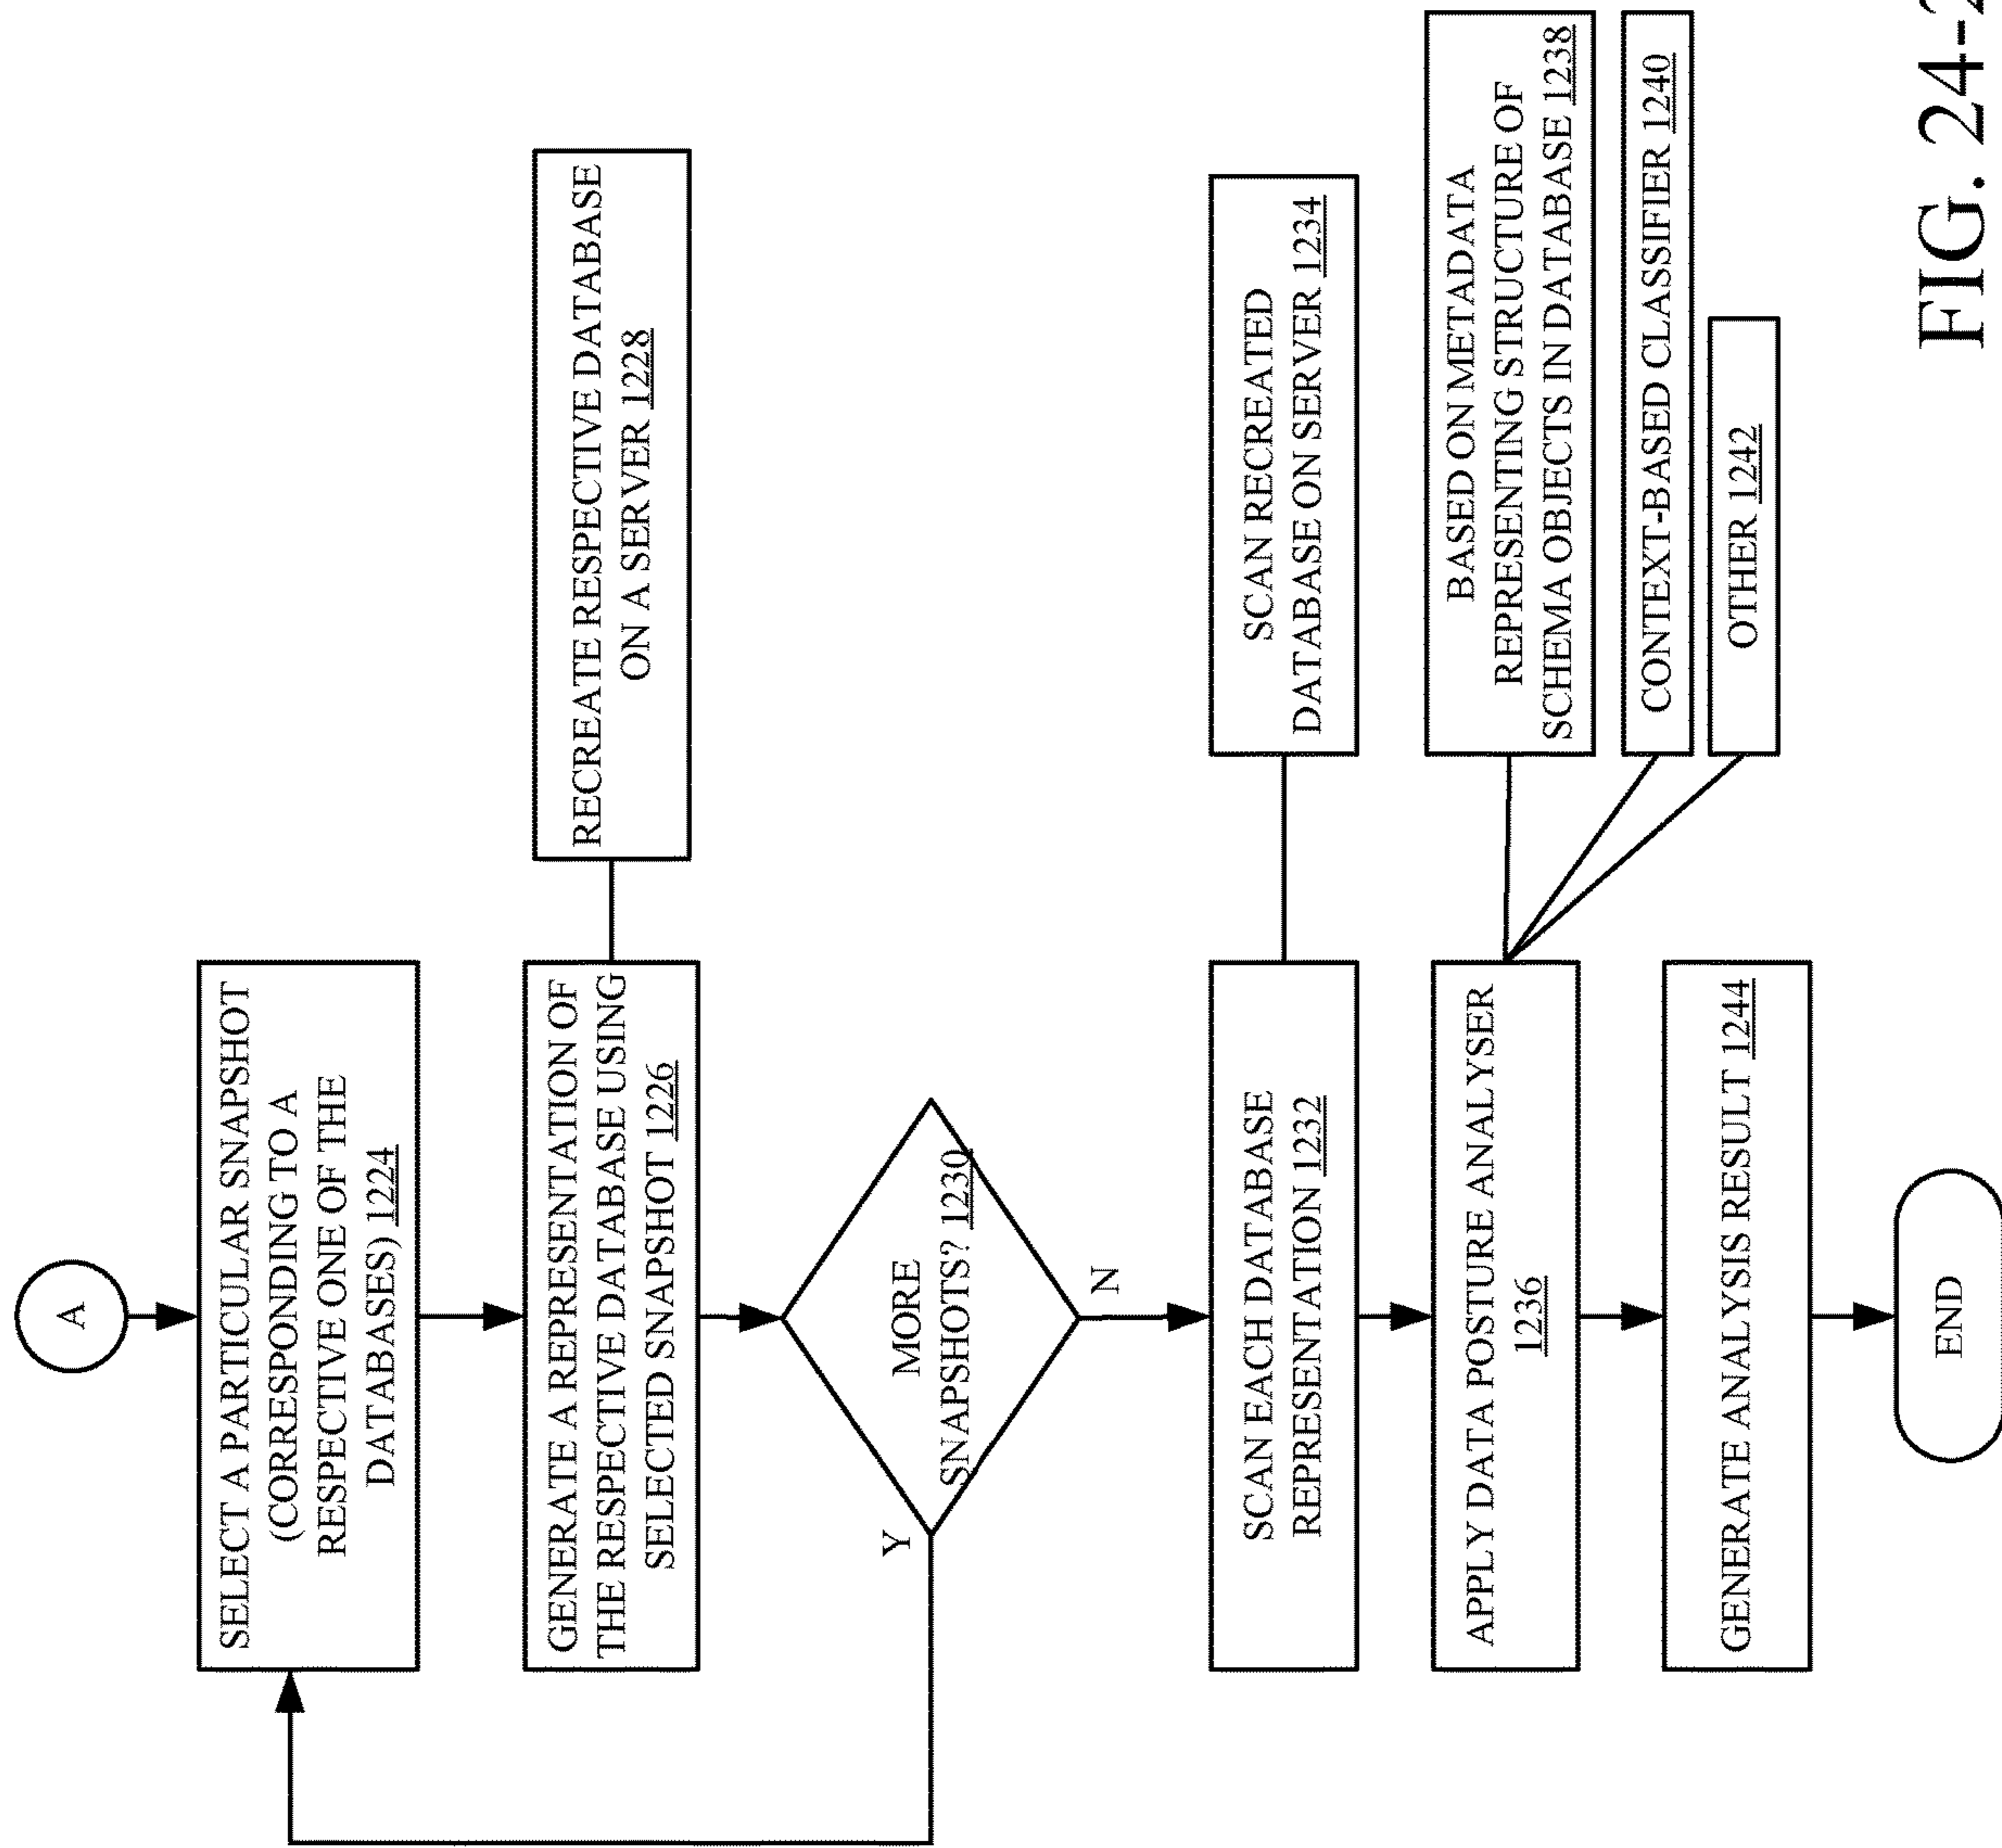 A
SELECT A PARTICULAR SNAPSHOT
(CORRESPONDING TO A
RESPECTIVE ONE OF THE
DATABASES) 1224
GENERATE A REPRESENTATION OF
THE RESPECTIVE DATABASE USING
SELECTED SNAPSHOT 1226
RECREATE RESPECTIVE DATABASE
ON A SERVER 1228
MORE
SNAPSHOTS? 1230
Y
N
SCAN EACH DATABASE
REPRESENTATION 1232
SCAN RECREATED
DATABASE ON SERVER 1234
APPLY DATA POSTURE ANALYSER
1236
BASED ON METADATA
REPRESENTING STRUCTURE OF
SCHEMA OBJECTS IN DATABASE 1238
CONTEXT-BASED CLASSIFIER 1240
OTHER 1242
GENERATE ANALYSIS RESULT 1244
END
FIG. 24-2